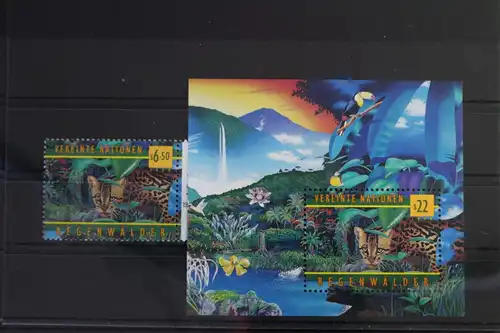 VEREINTE NATIONEN
S6.50
REGENWÄLDER
VEREINTE NATIONEN
S22
REGENWÄLDER